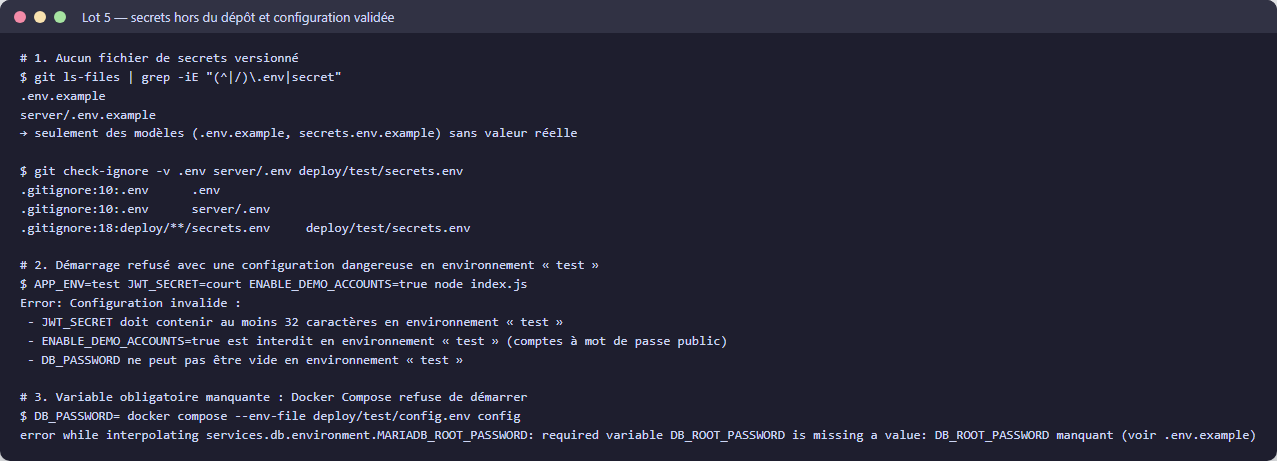 Lot 5 — secrets hors du dépôt et configuration validée
# 1. Aucun fichier de secrets versionné
$ git ls-files | grep -iE "(^|/)\.env|secret"
.env.example
server/.env.example
→ seulement des modèles (.env.example, secrets.env.example) sans valeur réelle
$ git check-ignore -v .env server/.env deploy/test/secrets.env
.gitignore:10:.env      .env
.gitignore:10:.env      server/.env
.gitignore:18:deploy/**/secrets.env     deploy/test/secrets.env
# 2. Démarrage refusé avec une configuration dangereuse en environnement « test »
$ APP_ENV=test JWT_SECRET=court ENABLE_DEMO_ACCOUNTS=true node index.js
Error: Configuration invalide :
 - JWT_SECRET doit contenir au moins 32 caractères en environnement « test »
 - ENABLE_DEMO_ACCOUNTS=true est interdit en environnement « test » (comptes à mot de passe public)
 - DB_PASSWORD ne peut pas être vide en environnement « test »
# 3. Variable obligatoire manquante : Docker Compose refuse de démarrer
$ DB_PASSWORD= docker compose --env-file deploy/test/config.env config
error while interpolating services.db.environment.MARIADB_ROOT_PASSWORD: required variable DB_ROOT_PASSWORD is missing a value: DB_ROOT_PASSWORD manquant (voir .env.example)